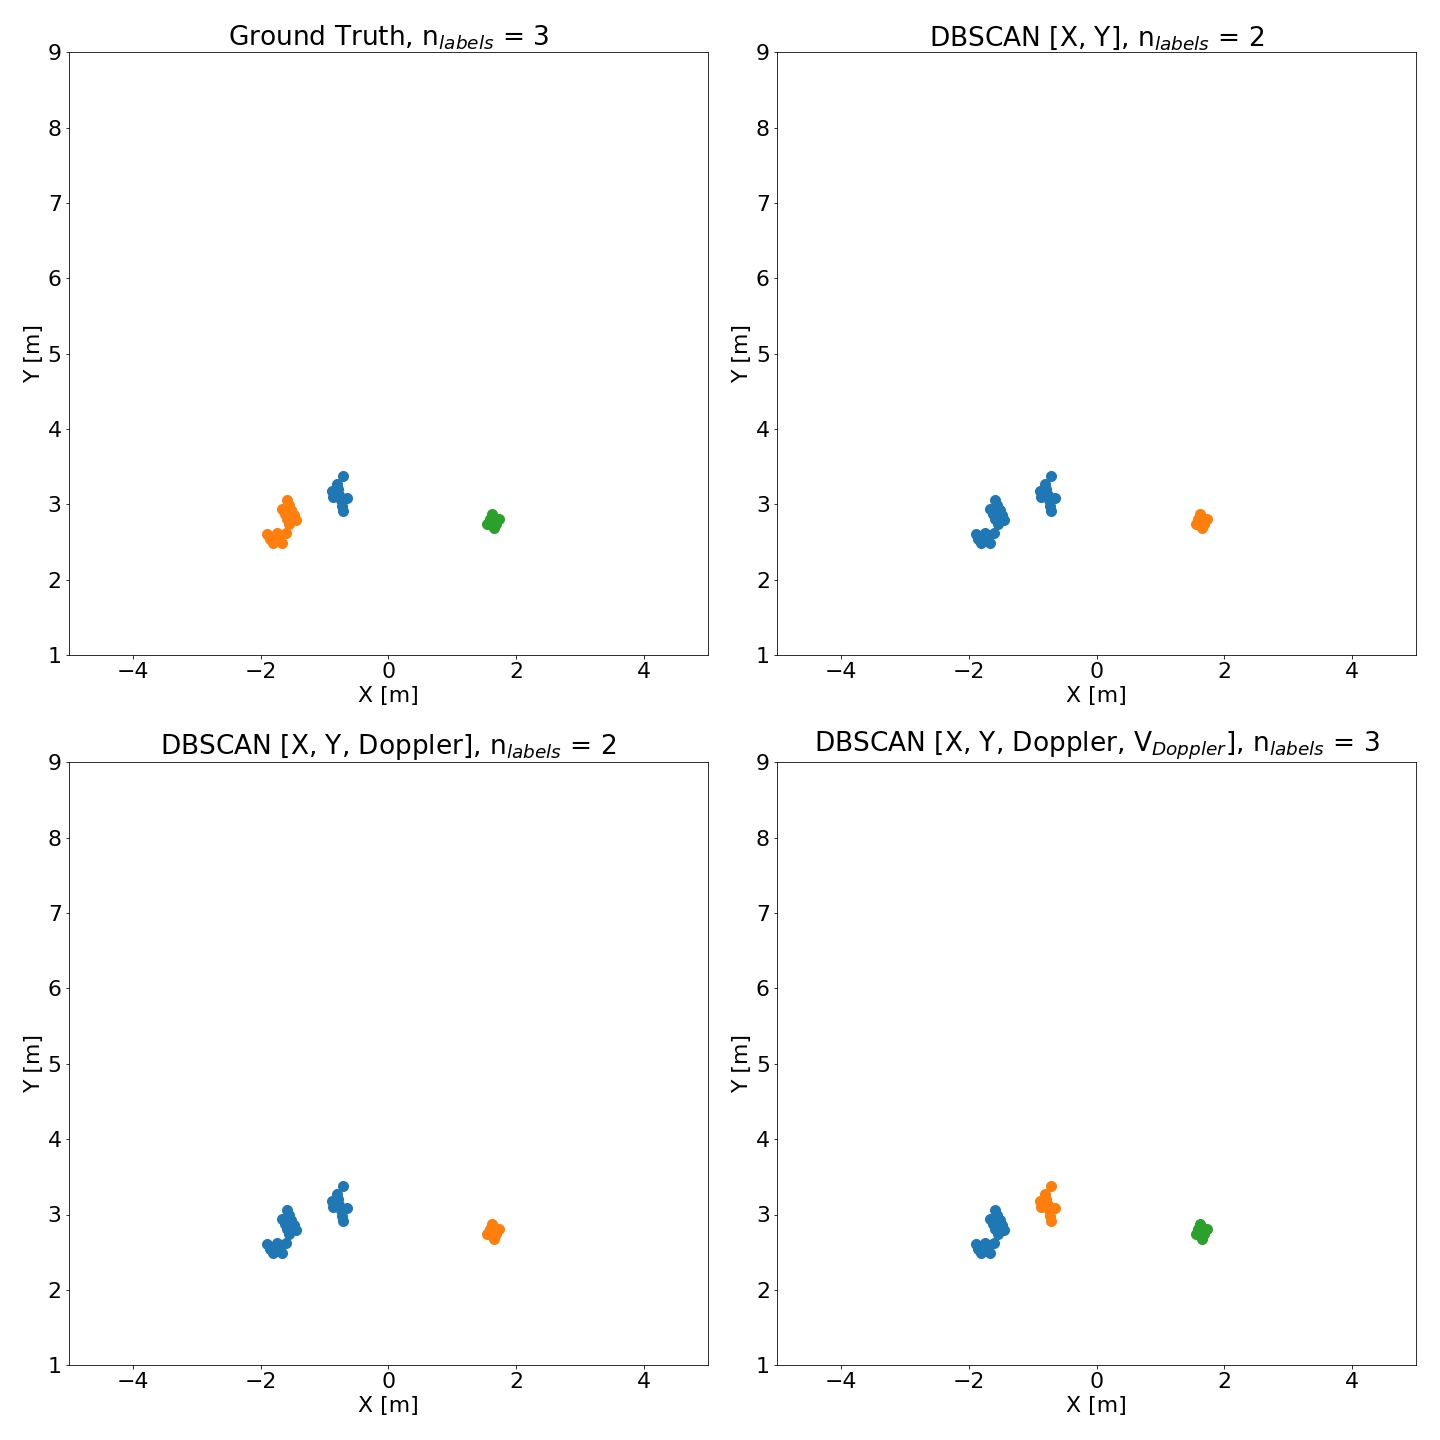 Ground Truth, n_labels = 3
9
8
7
6
5
4
3
2
1
Y [m]
−4 −2 0 2 4
X [m]
DBSCAN [X, Y], n_labels = 2
9
8
7
6
5
4
3
2
1
Y [m]
−4 −2 0 2 4
X [m]
DBSCAN [X, Y, Doppler], n_labels = 2
9
8
7
6
5
4
3
2
1
Y [m]
−4 −2 0 2 4
X [m]
DBSCAN [X, Y, Doppler, V_Doppler], n_labels = 3
9
8
7
6
5
4
3
2
1
Y [m]
−4 −2 0 2 4
X [m]